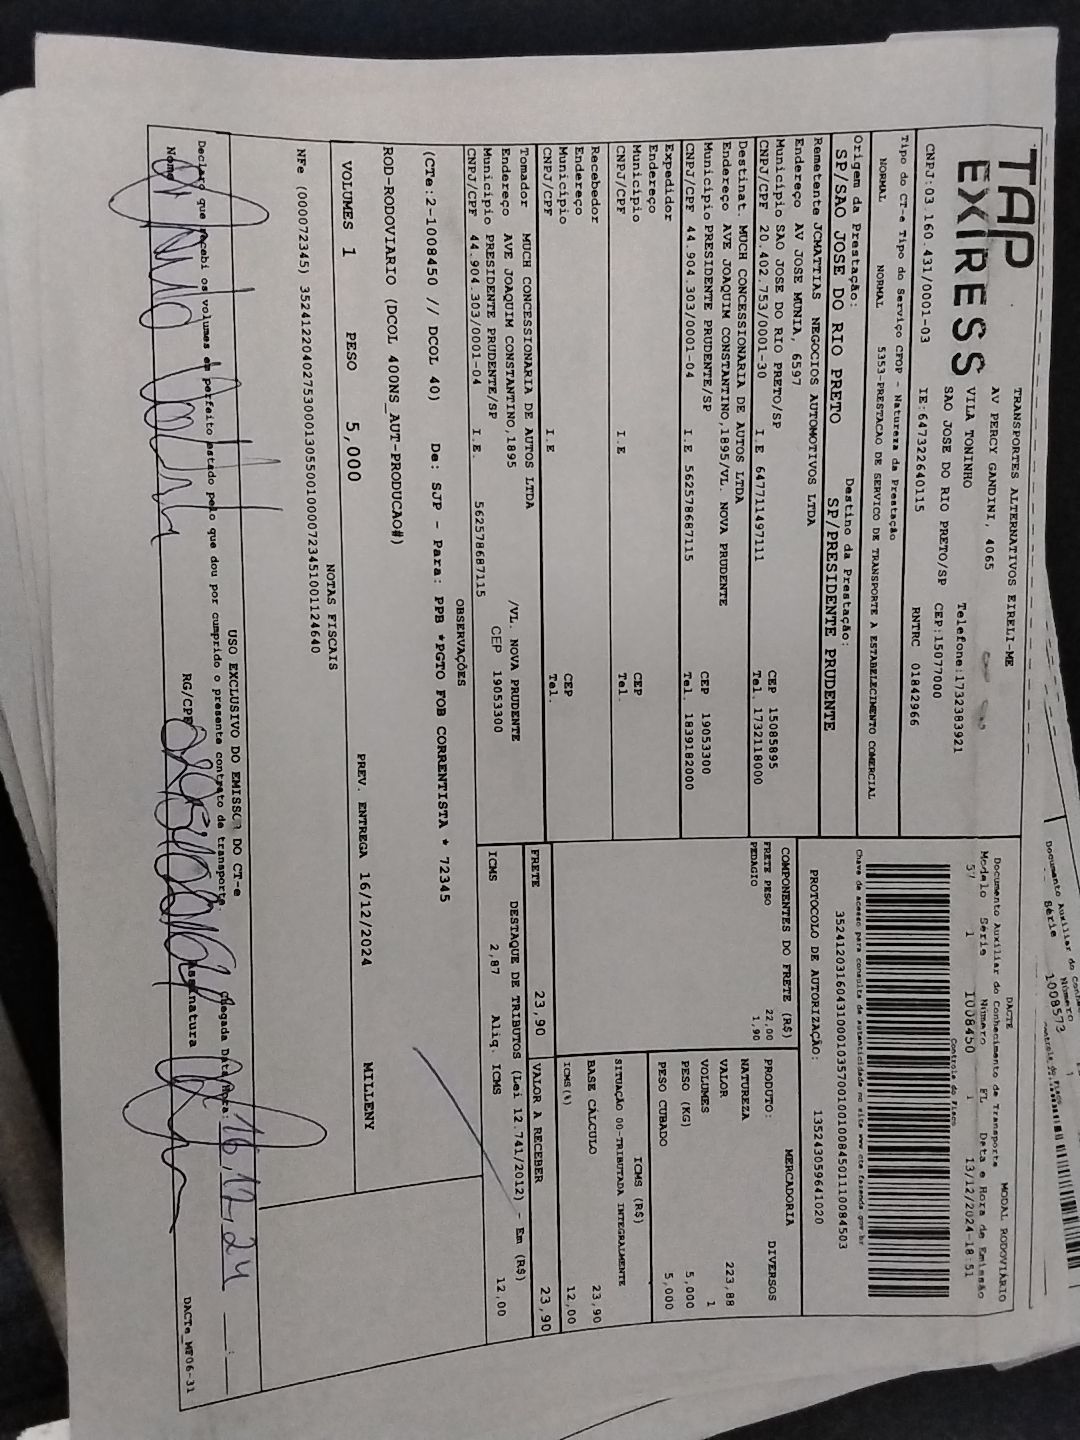 TAP
EXIRESS
TRANSPORTES ALTERNATIVOS EIRELI-ME
AV PERCY GANDINI, 4065
VILA TONINHO
SAO JOSE DO RIO PRETO/SP
Telefone:1732383921
CEP:15077000
CNPJ:03.160.431/0001-03 IE:647322640115 RNTRC 01842966
Tipo do CT-e Tipo do Serviço CFOP - Natureza da Prestação
NORMAL NORMAL 5353-PRESTACAO DE SERVICO DE TRANSPORTE A ESTABELECIMENTO COMERCIAL
Origem da Prestação: Destino da Prestação:
SP/SAO JOSE DO RIO PRETO SP/PRESIDENTE PRUDENTE
Remetente JCMATTIAS NEGOCIOS AUTOMOTIVOS LTDA
Endereço AV JOSE MUNIA, 6597
Município SAO JOSE DO RIO PRETO/SP CEP 15085895
CNPJ/CPF 20.402.753/0001-30 I.E 647711497111 Tel. 1732118000
Destinat. MUCH CONCESSIONARIA DE AUTOS LTDA
Endereço AVE JOAQUIM CONSTANTINO,1895/VL. NOVA PRUDENTE
Município PRESIDENTE PRUDENTE/SP CEP 19053300
CNPJ/CPF 44.904.303/0001-04 I.E 562578687115 Tel. 1839182000
Expedidor
Endereço
Município CEP
CNPJ/CPF I.E Tel.
Recebedor
Endereço
Município CEP
CNPJ/CPF I.E Tel.
Tomador MUCH CONCESSIONARIA DE AUTOS LTDA
Endereço AVE JOAQUIM CONSTANTINO,1895 /VL. NOVA PRUDENTE
Município PRESIDENTE PRUDENTE/SP CEP 19053300
CNPJ/CPF 44.904.303/0001-04 I.E. 562578687115
DACTE MODAL RODOVIÁRIO
Documento Auxiliar do Conhecimento de Transporte
Modelo Série Número FL Data e Hora de Emissão
57 1 1008450 1 13/12/2024-18:51
Controle do Fisco
35241203160431000103570010010084501110084503
Chave de acesso para consulta de autenticidade no site www.cte.fazenda.gov.br
PROTOCOLO DE AUTORIZAÇÃO: 135243059641020
COMPONENTES DO FRETE (R$)
FRETE PESO 22,00
PEDAGIO 1,90
PRODUTO: MERCADORIA
NATUREZA DIVERSOS
VALOR 223,88
VOLUMES 1
PESO (KG) 5,000
PESO CUBADO 5,000
ICMS (R$)
SITUAÇÃO 00-TRIBUTADA INTEGRALMENTE
BASE CÁLCULO 23,90
ICMS(%) 12,00
FRETE 23,90 VALOR A RECEBER 23,90
DESTAQUE DE TRIBUTOS (Lei 12.741/2012) - Em (R$)
ICMS 2,87 Aliq. ICMS 12,00
OBSERVAÇÕES
(CTe:2-1008450 // DCOL 40) De: SJP - Para: PPB *PGTO FOB CORRENTISTA * 72345
ROD-RODOVIARIO (DCOL 400NS_AUT-PRODUCAO#)
VOLUMES 1 PESO 5,000 PREV. ENTREGA 16/12/2024 MILLENY
NOTAS FISCAIS
NFe (000072345) 35241220402753000130550010000723451001124640
USO EXCLUSIVO DO EMISSOR DO CT-e
Declaro que recebi os volumes em perfeito estado pelo que dou por cumprido o presente contrato de transporte.
Chegada Data Hora: 16.12.24
Nome RG/CPF Assinatura
DACTe_MF06-31
Documento Auxiliar do
Série Número
1008573 1